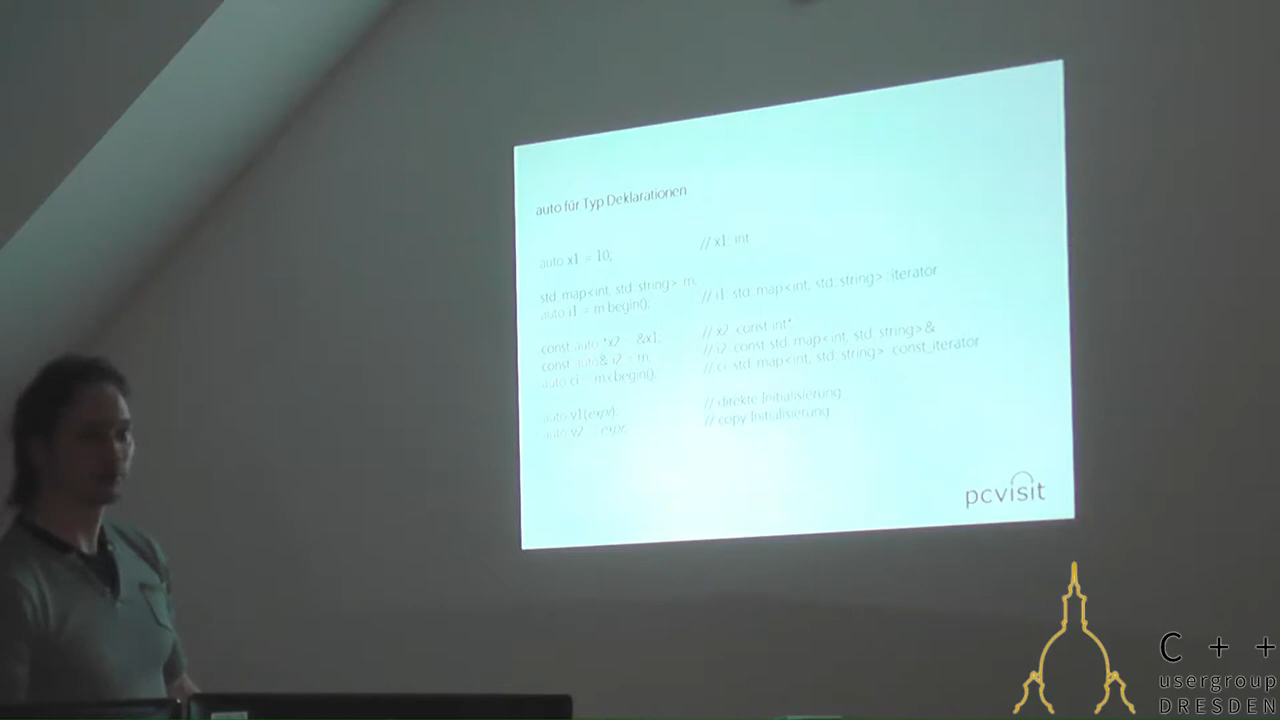 auto für Typ Deklarationen
auto x1 = 10; // x1: int
std::map<int, std::string> m;
auto i1 = m.begin(); // i1: std::map<int, std::string>::iterator
const auto *x2 = &x1; // x2: const int*
const auto& i2 = m; // i2: const std::map<int, std::string>&
auto ci = m.cbegin(); // ci: std::map<int, std::string>::const_iterator
auto v1(expr); // direkte Initialisierung
auto v2 = expr; // copy Initialisierung
pcvisit
C++
usergroup
DRESDEN